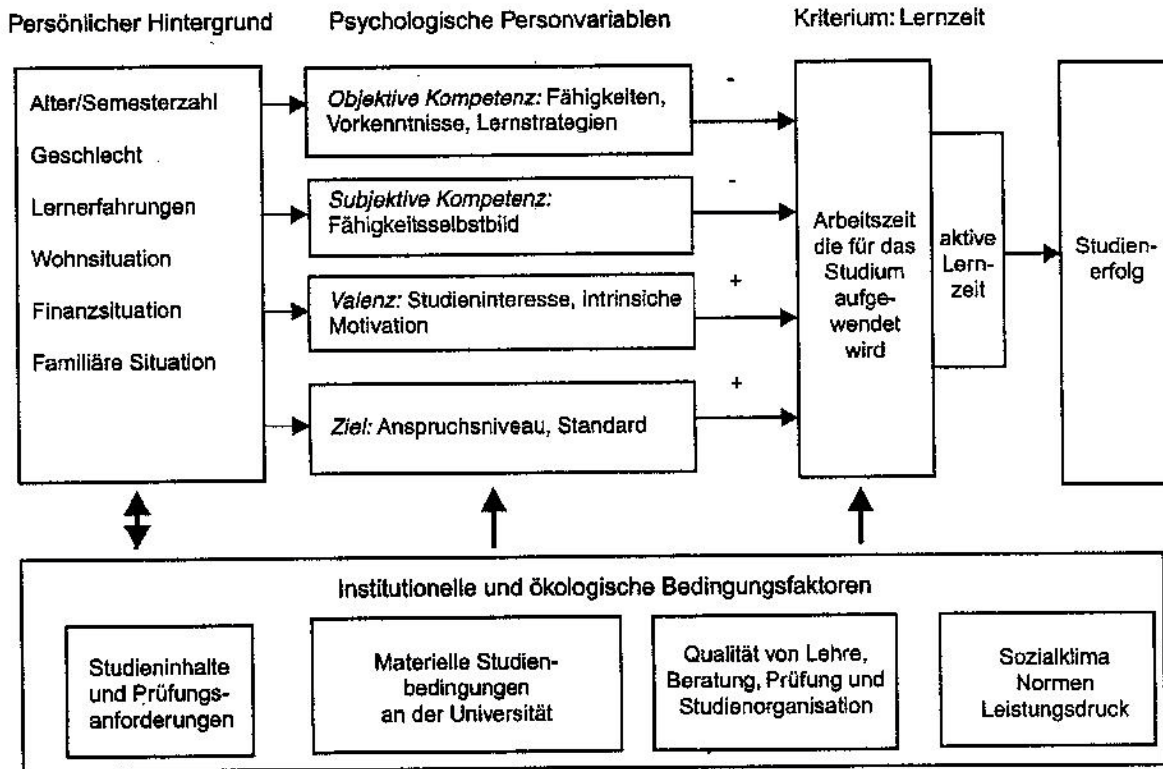 Persönlicher Hintergrund
Psychologische Personvariablen
Kriterium: Lernzeit
Alter/Semesterzahl
Geschlecht
Lernerfahrungen
Wohnsituation
Finanzsituation
Familiäre Situation
Objektive Kompetenz: Fähigkeiten,
Vorkenntnisse, Lernstrategien
-
Subjektive Kompetenz:
Fähigkeitsselbstbild
-
Valenz: Studieninteresse, intrinsiche
Motivation
+
Ziel: Anspruchsniveau, Standard
+
Arbeitszeit
die für das
Studium
aufge-
wendet
wird
aktive
Lern-
zeit
Studien-
erfolg
Institutionelle und ökologische Bedingungsfaktoren
Studieninhalte
und Prüfungs-
anforderungen
Materielle Studien-
bedingungen
an der Universität
Qualität von Lehre,
Beratung, Prüfung und
Studienorganisation
Sozialklima
Normen
Leistungsdruck